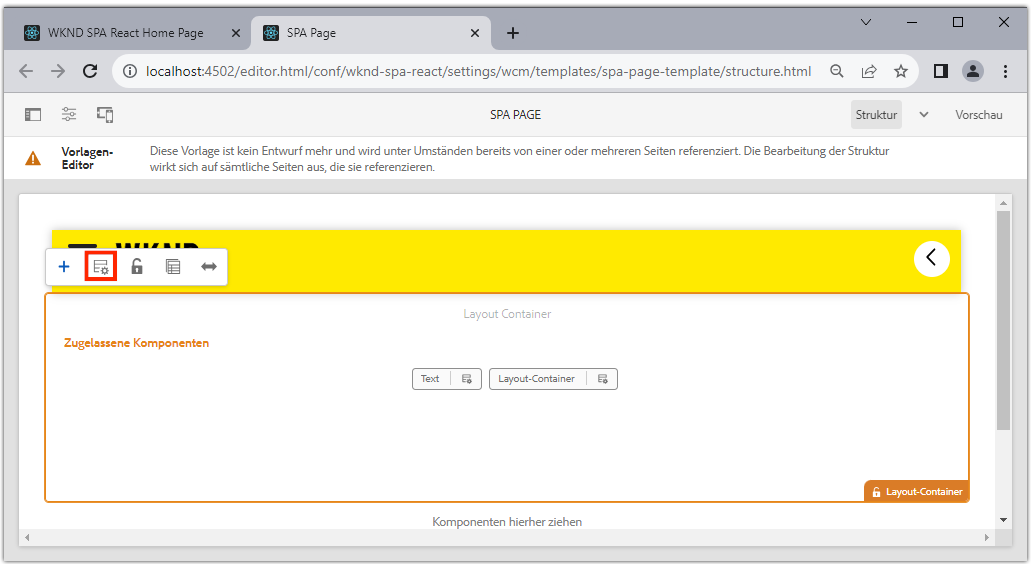 WKND SPA React Home Page
SPA Page
localhost:4502/editor.html/conf/wknd-spa-react/settings/wcm/templates/spa-page-template/structure.html
SPA PAGE
Struktur
Vorschau
Vorlagen-
Editor
Diese Vorlage ist kein Entwurf mehr und wird unter Umständen bereits von einer oder mehreren Seiten referenziert. Die Bearbeitung der Struktur
wirkt sich auf sämtliche Seiten aus, die sie referenzieren.
WKND
Layout Container
Zugelassene Komponenten
Text
Layout-Container
Layout-Container
Komponenten hierher ziehen